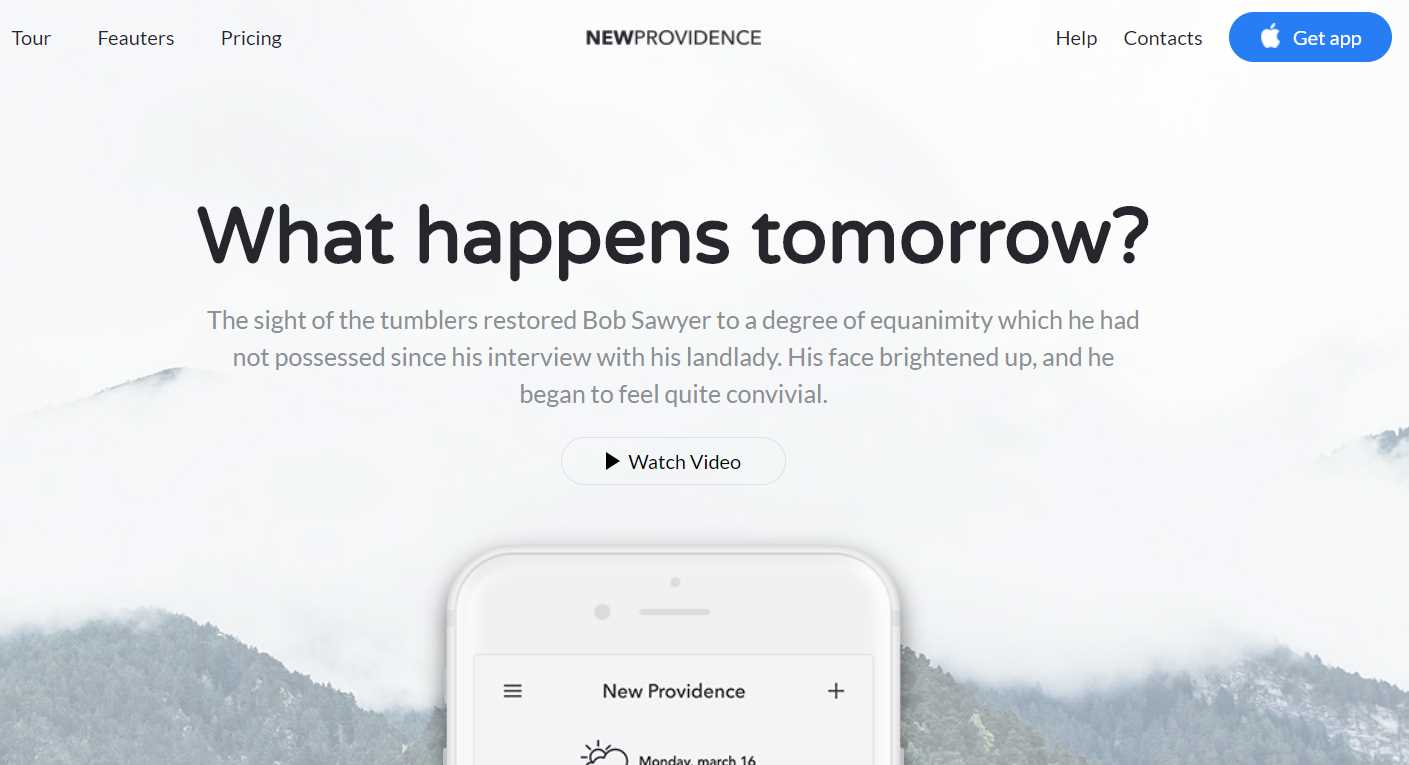 Tour Feauters Pricing NEWPROVIDENCE Help Contacts Get app
What happens tomorrow?
The sight of the tumblers restored Bob Sawyer to a degree of equanimity which he had
not possessed since his interview with his landlady. His face brightened up, and he
began to feel quite convivial.
Watch Video
New Providence
Monday, march 16